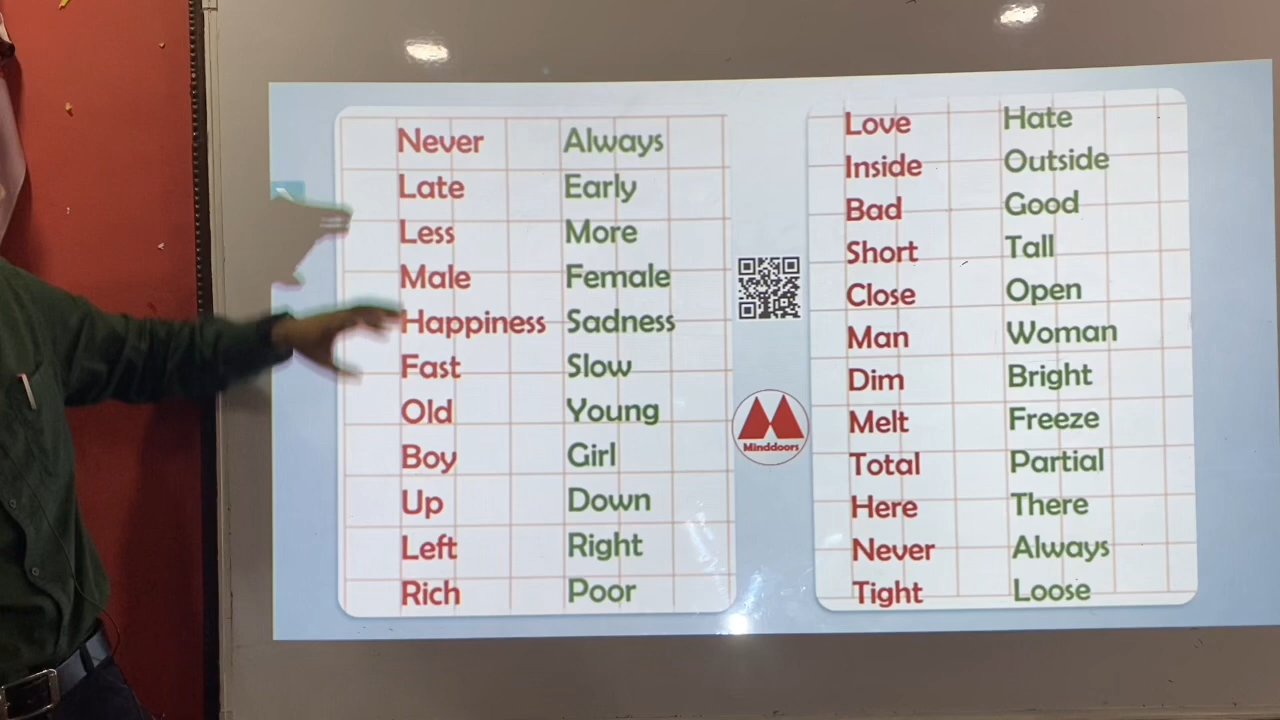 Never Always
Late Early
Less More
Male Female
Happiness Sadness
Fast Slow
Old Young
Boy Girl
Up Down
Left Right
Rich Poor
Minddoors
Love Hate
Inside Outside
Bad Good
Short Tall
Close Open
Man Woman
Dim Bright
Melt Freeze
Total Partial
Here There
Never Always
Tight Loose